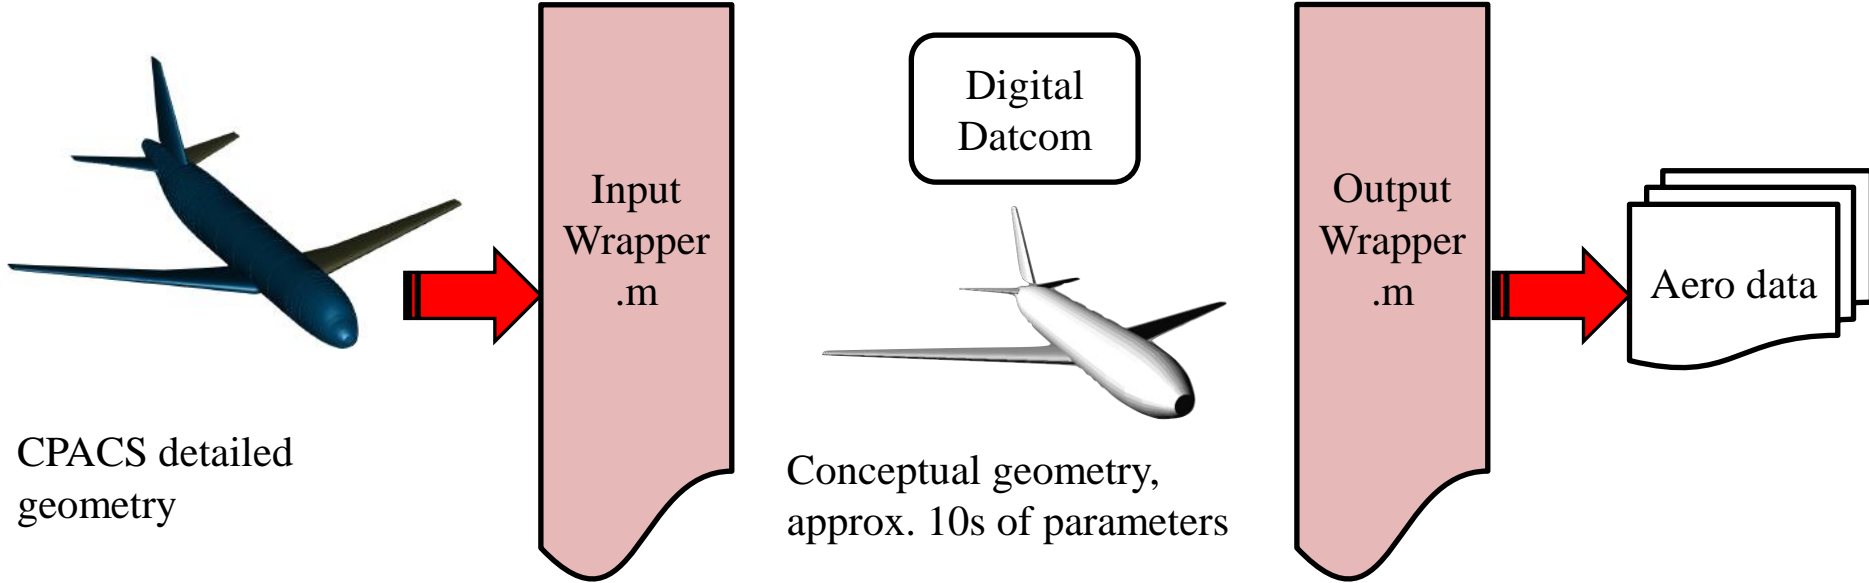 CPACS detailed
geometry
Input
Wrapper
.m
Digital
Datcom
Conceptual geometry,
approx. 10s of parameters
Output
Wrapper
.m
Aero data